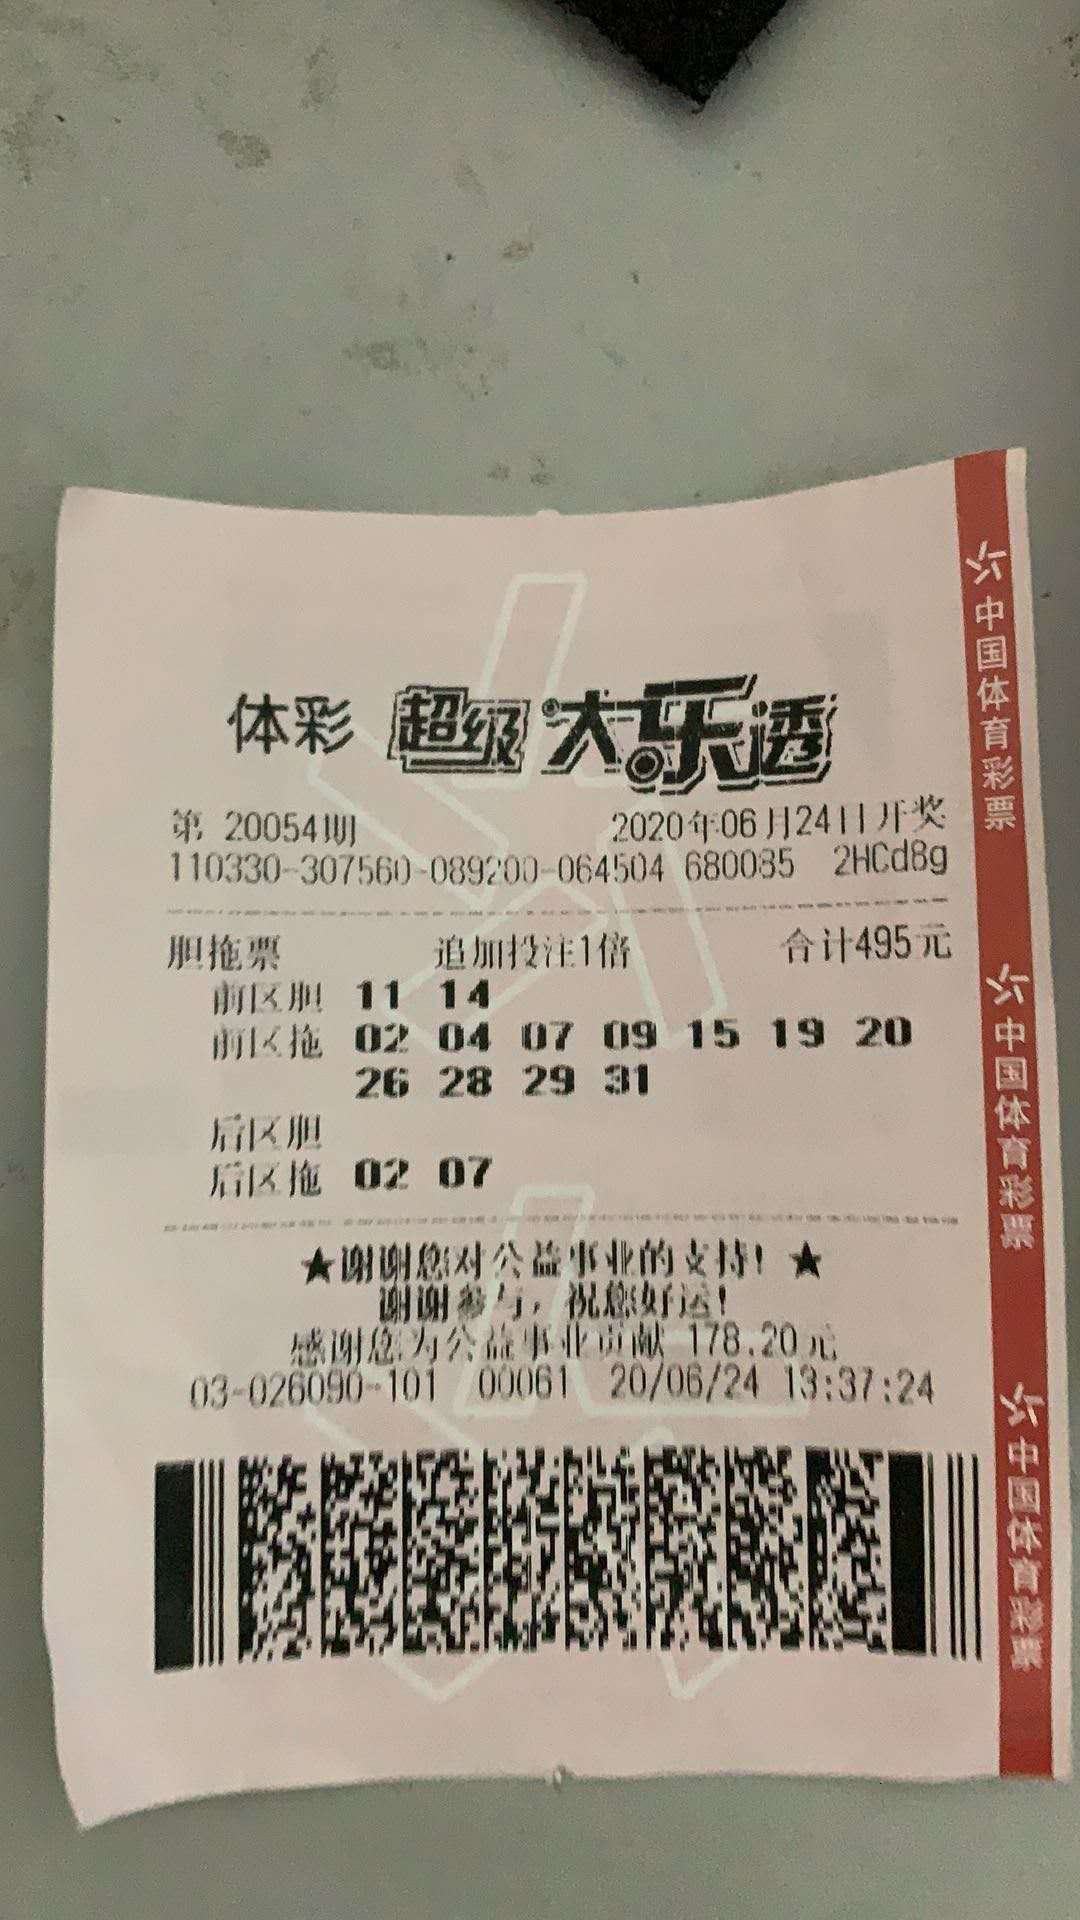 体彩 超级大乐透
第 20054期 2020年06月24日开奖
110330-307560-089200-064504 680085 2HCd8g
胆拖票 追加投注1倍 合计495元
前区胆 11 14
前区拖 02 04 07 09 15 19 20
26 28 29 31
后区胆
后区拖 02 07
★谢谢您对公益事业的支持！★
谢谢参与，祝您好运！
感谢您为公益事业贡献 178.20元
03-026090-101 00061 20/06/24 13:37:24
中国体育彩票
中国体育彩票
中国体育彩票